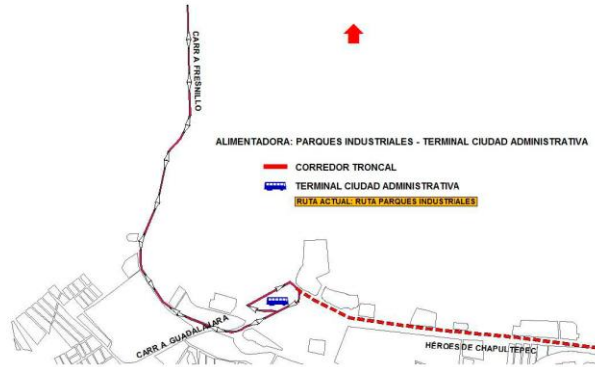 CARR A FRESNILLO
ALIMENTADORA: PARQUES INDUSTRIALES - TERMINAL CIUDAD ADMINISTRATIVA
CORREDOR TRONCAL
TERMINAL CIUDAD ADMINISTRATIVA
RUTA ACTUAL: RUTA PARQUES INDUSTRIALES
CARR A GUADALAJARA
HÉROES DE CHAPULTEPEC